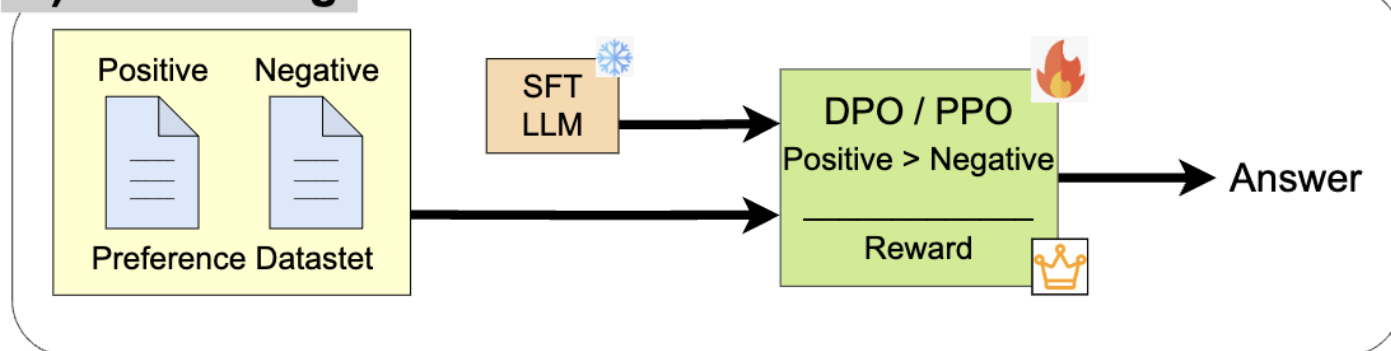 Positive
Negative
Preference Datastet
SFT
LLM
DPO / PPO
Positive > Negative
Reward
Answer